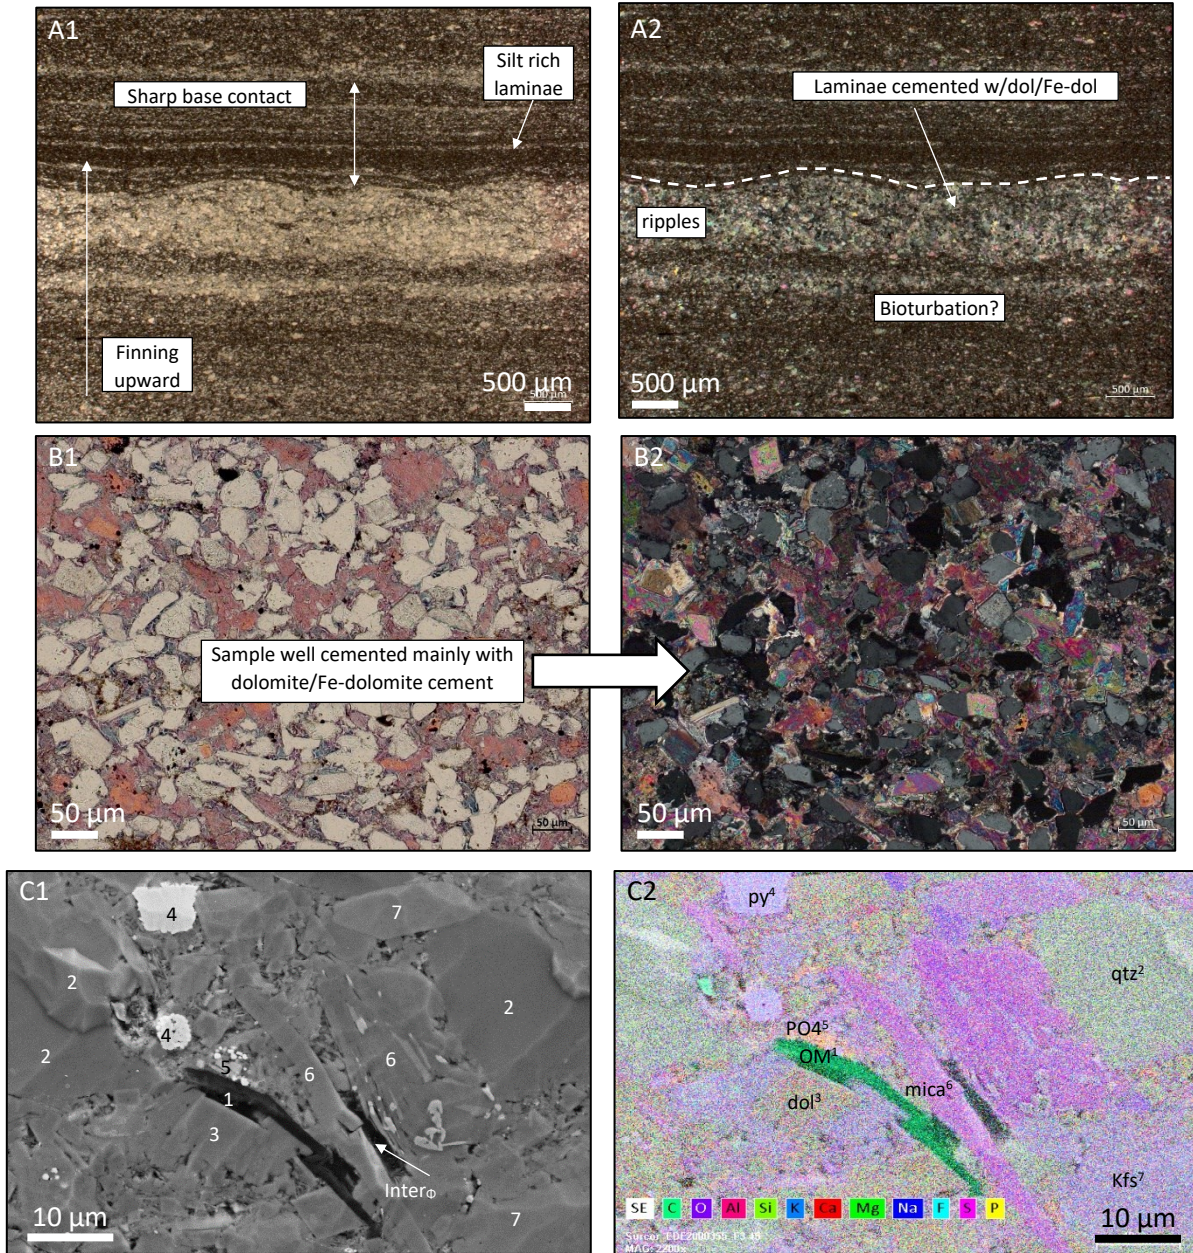 A1
Sharp base contact
Silt rich
laminae
Finning
upward
500 µm
500 µm
A2
Laminae cemented w/dol/Fe-dol
ripples
Bioturbation?
500 µm
500 µm
B1
Sample well cemented mainly with
dolomite/Fe-dolomite cement
50 µm
50 µm
B2
50 µm
50 µm
C1
4
7
2
2
4
2
5
6
6
1
3
InterΦ
7
10 µm
C2
py⁴
qtz²
PO4⁵
OM¹
mica⁶
dol³
Kfs⁷
SE C O Al Si K Ca Mg Na F S P
10 µm